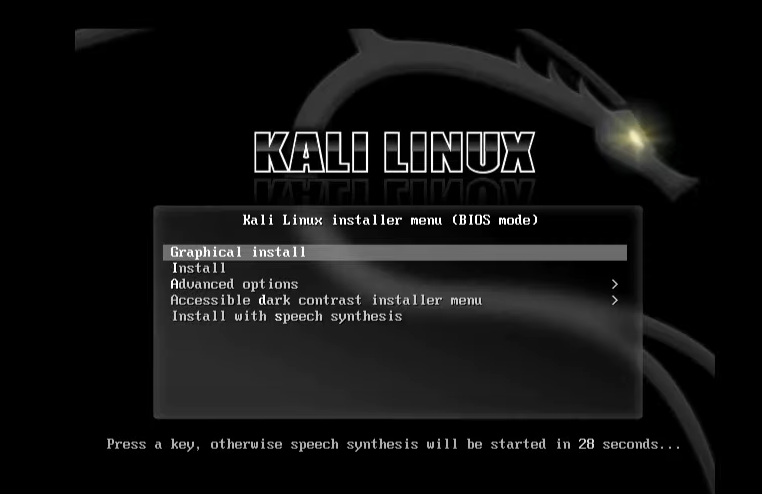 KALI LINUX
Kali Linux installer menu (BIOS mode)
Graphical install
Install
Advanced options >
Accessible dark contrast installer menu >
Install with speech synthesis
Press a key, otherwise speech synthesis will be started in 28 seconds...